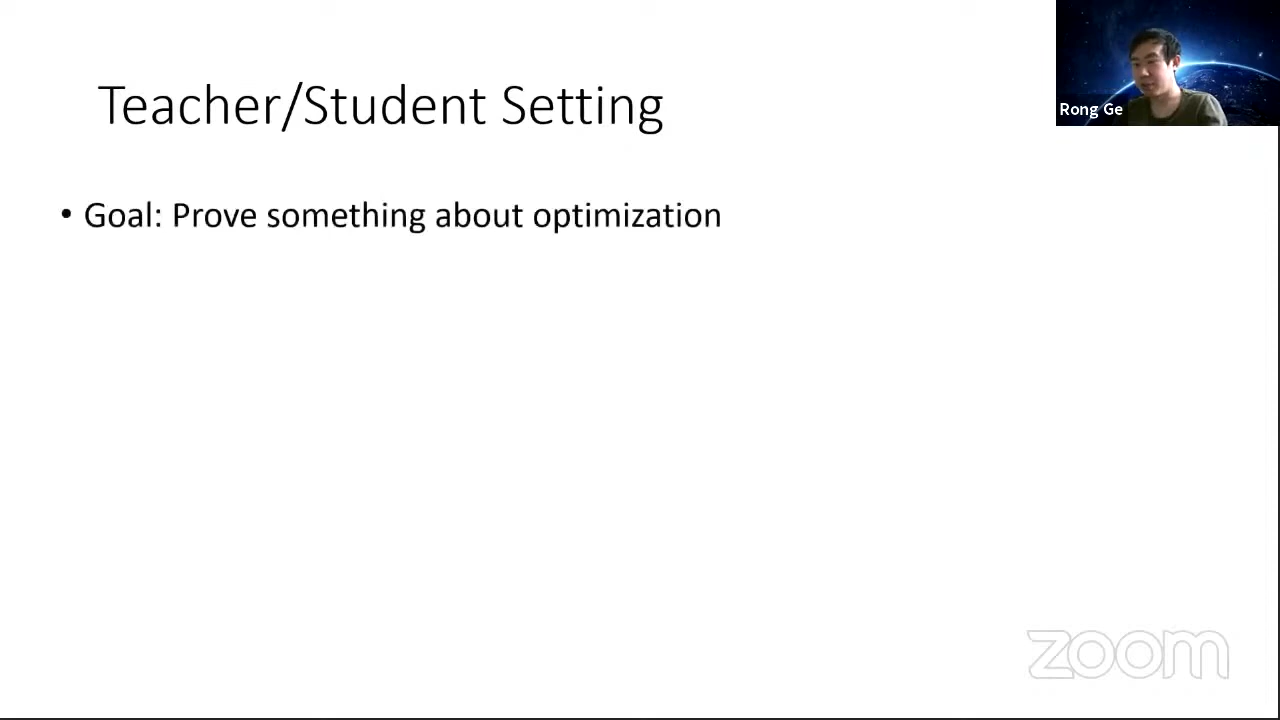 Teacher/Student Setting
Rong Ge
• Goal: Prove something about optimization
zoom